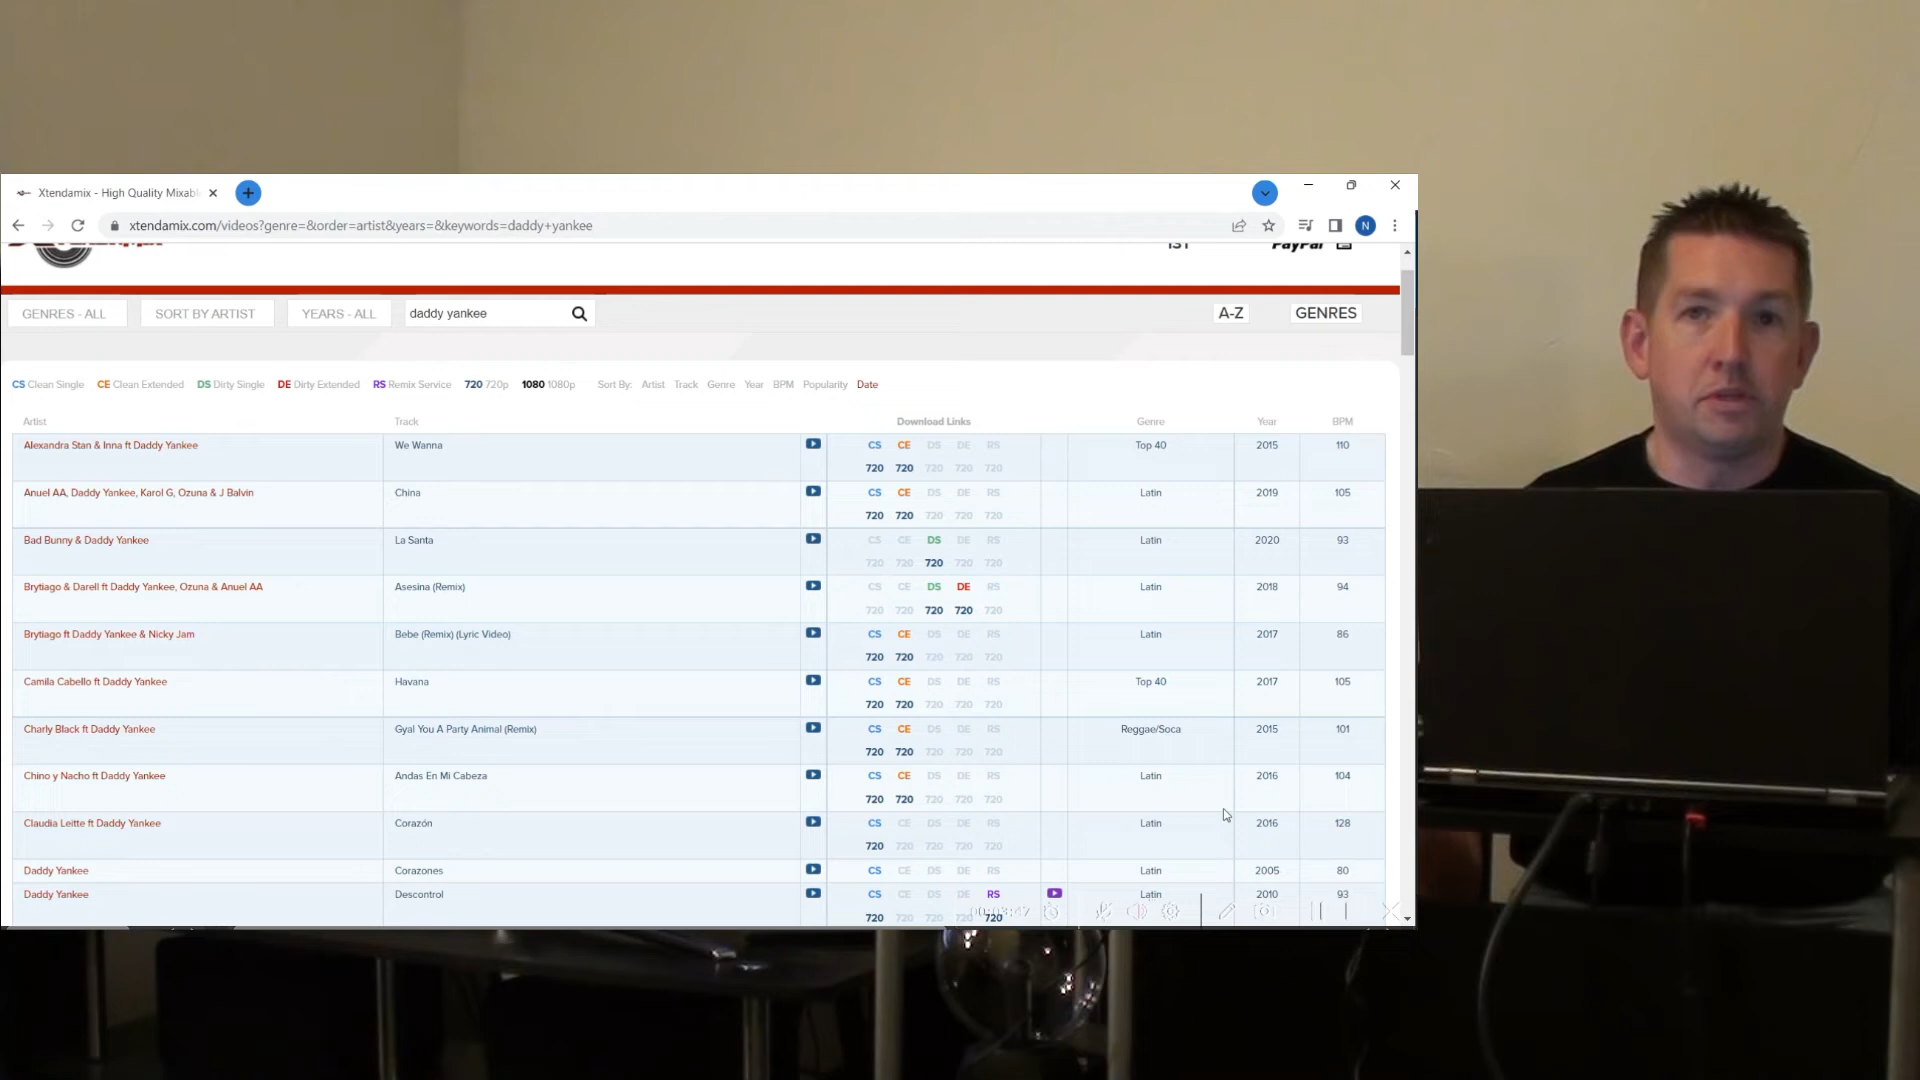 Xtendamix - High Quality Mixabl
xtendamix.com/videos?genre=&order=artist&years=&keywords=daddy+yankee
N
PayPal
GENRES - ALL SORT BY ARTIST YEARS - ALL daddy yankee A-Z GENRES
CS Clean Single CE Clean Extended DS Dirty Single DE Dirty Extended RS Remix Service 720 720p 1080 1080p Sort By: Artist Track Genre Year BPM Popularity Date
Artist Track Download Links Genre Year BPM
Alexandra Stan & Inna ft Daddy Yankee We Wanna CS CE DS DE RS Top 40 2015 110
720 720 720 720 720
Anuel AA, Daddy Yankee, Karol G, Ozuna & J Balvin China CS CE DS DE RS Latin 2019 105
720 720 720 720 720
Bad Bunny & Daddy Yankee La Santa CS CE DS DE RS Latin 2020 93
720 720 720 720 720
Brytiago & Darell ft Daddy Yankee, Ozuna & Anuel AA Asesina (Remix) CS CE DS DE RS Latin 2018 94
720 720 720 720 720
Brytiago ft Daddy Yankee & Nicky Jam Bebe (Remix) (Lyric Video) CS CE DS DE RS Latin 2017 86
720 720 720 720 720
Camila Cabello ft Daddy Yankee Havana CS CE DS DE RS Top 40 2017 105
720 720 720 720 720
Charly Black ft Daddy Yankee Gyal You A Party Animal (Remix) CS CE DS DE RS Reggae/Soca 2015 101
720 720 720 720 720
Chino y Nacho ft Daddy Yankee Andas En Mi Cabeza CS CE DS DE RS Latin 2016 104
720 720 720 720 720
Claudia Leitte ft Daddy Yankee Corazón CS CE DS DE RS Latin 2016 128
720 720 720 720 720
Daddy Yankee Corazones CS CE DS DE RS Latin 2005 80
Daddy Yankee Descontrol CS CE DS DE RS Latin 2010 93
720 720 720 720 720
00:03:47